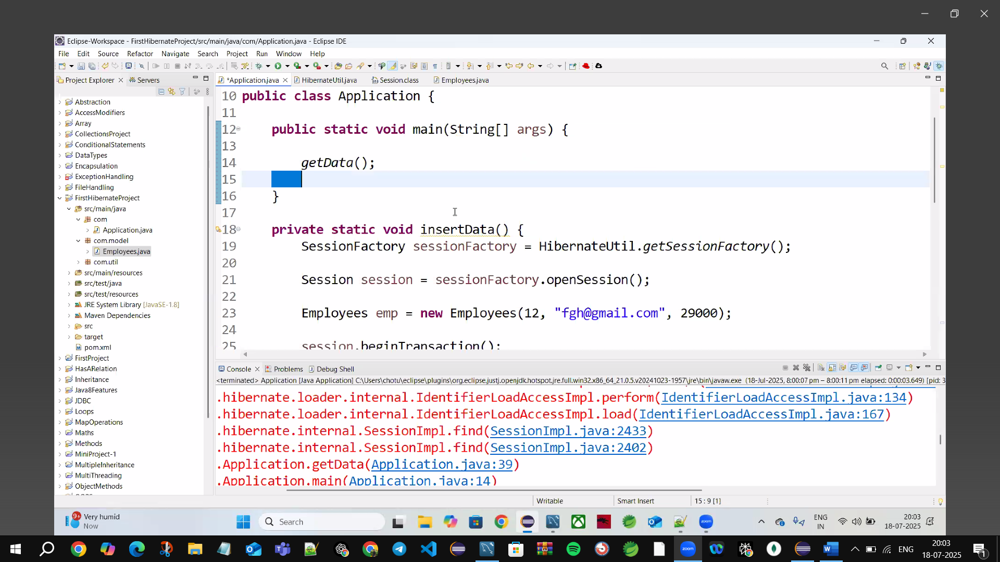 Eclipse-Workspace - FirstHibernateProject/src/main/java/com/Application.java - Eclipse IDE
File Edit Source Refactor Navigate Search Project Run Window Help
Project Explorer
Servers
*Application.java
HibernateUtil.java
Session.class
Employees.java
Abstraction
AccessModifiers
Array
CollectionsProject
ConditionalStatements
DataTypes
Encapsulation
ExceptionHandling
FileHandling
FirstHibernateProject
src/main/java
com
Application.java
com.model
Employees.java
com.util
src/main/resources
src/test/java
src/test/resources
JRE System Library [JavaSE-1.8]
Maven Dependencies
src
target
pom.xml
FirstProject
HasARelation
Inheritance
Java8Features
JDBC
Loops
MapOperations
Maths
Methods
MiniProject-1
MultipleInheritance
MultiThreading
ObjectMethods
10 public class Application {
11
12 public static void main(String[] args) {
13
14 getData();
15
16 }
17
18 private static void insertData() {
19 SessionFactory sessionFactory = HibernateUtil.getSessionFactory();
20
21 Session session = sessionFactory.openSession();
22
23 Employees emp = new Employees(12, "fgh@gmail.com", 29000);
24
25 session.beginTransaction();
Console
Problems
Debug Shell
<terminated> Application [Java Application] C:\Users\chotu\eclipse\plugins\org.eclipse.justj.openjdk.hotspot.jre.full.win32.x86_64_21.0.5.v20241023-1957\jre\bin\javaw.exe (18-Jul-2025, 8:00:07 pm – 8:00:11 pm elapsed: 0:00:03.649) [pid: 3
.hibernate.loader.internal.IdentifierLoadAccessImpl.perform(IdentifierLoadAccessImpl.java:134)
.hibernate.loader.internal.IdentifierLoadAccessImpl.load(IdentifierLoadAccessImpl.java:167)
.hibernate.internal.SessionImpl.find(SessionImpl.java:2433)
.hibernate.internal.SessionImpl.find(SessionImpl.java:2402)
.Application.getData(Application.java:39)
.Application.main(Application.java:14)
Writable
Smart Insert
15 : 9 [1]
9+
Very humid
Now
Search
zoom
ENG
IN
20:03
18-07-2025
zoom
ENG
20:03
18-07-2025
1